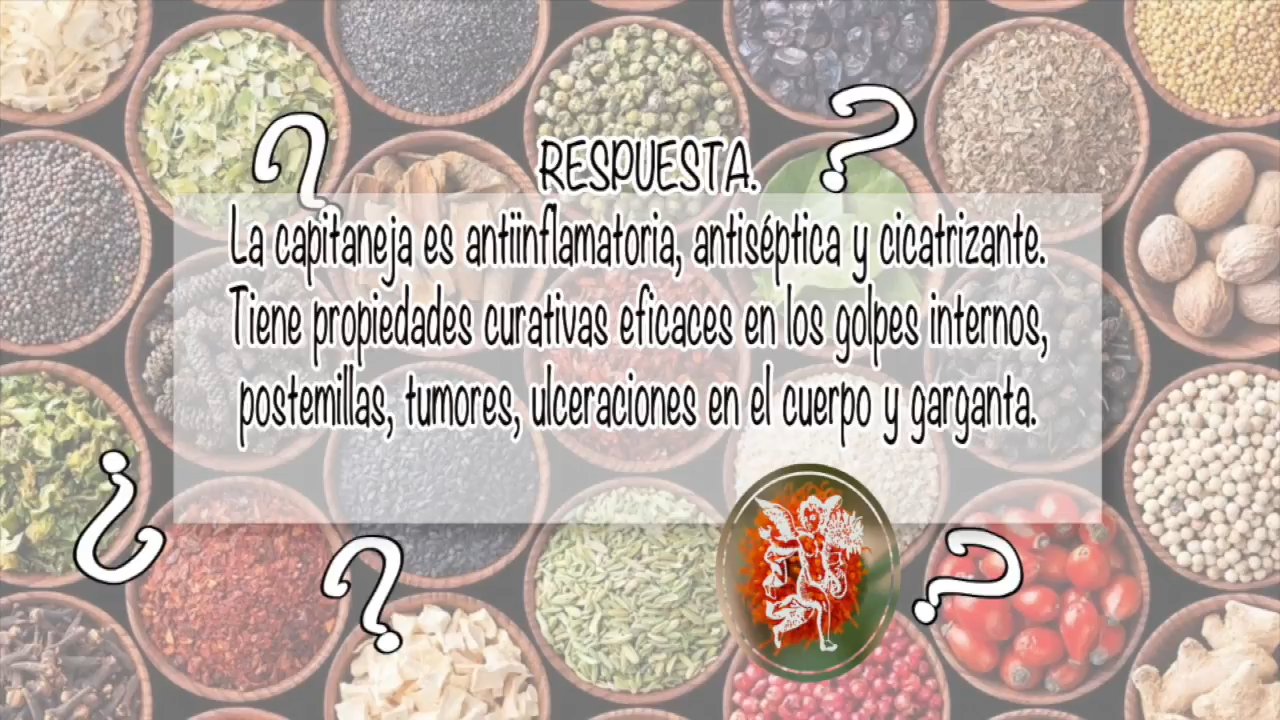 RESPUESTA.
La capitaneja es antiinflamatoria, antiséptica y cicatrizante.
Tiene propiedades curativas eficaces en los golpes internos,
postemillas, tumores, ulceraciones en el cuerpo y garganta.